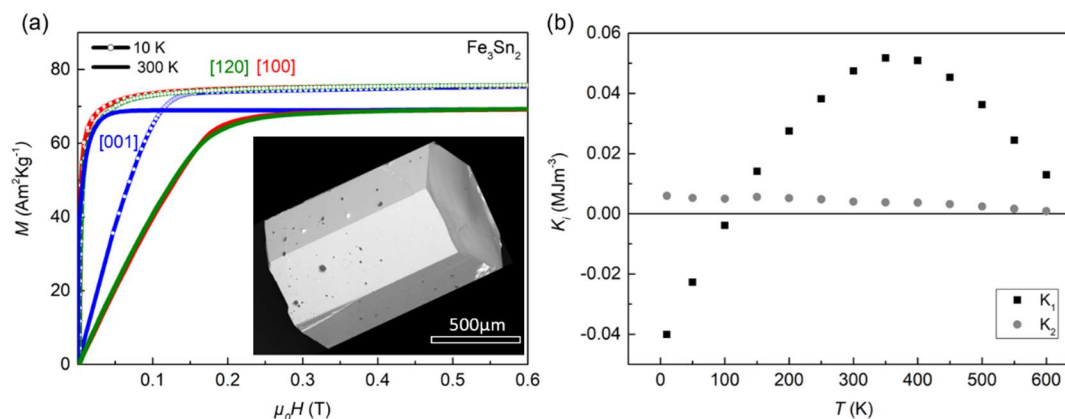 (a)
10 K
300 K
Fe₃Sn₂
[120] [100]
[001]
M (Am²Kg⁻¹)
80
60
40
20
0
0.1 0.2 0.3 0.4 0.5 0.6
μ₀H (T)
500μm
(b)
Kᵢ (MJm⁻³)
0.06
0.04
0.02
0.00
-0.02
-0.04
0 100 200 300 400 500 600
T (K)
K₁
K₂